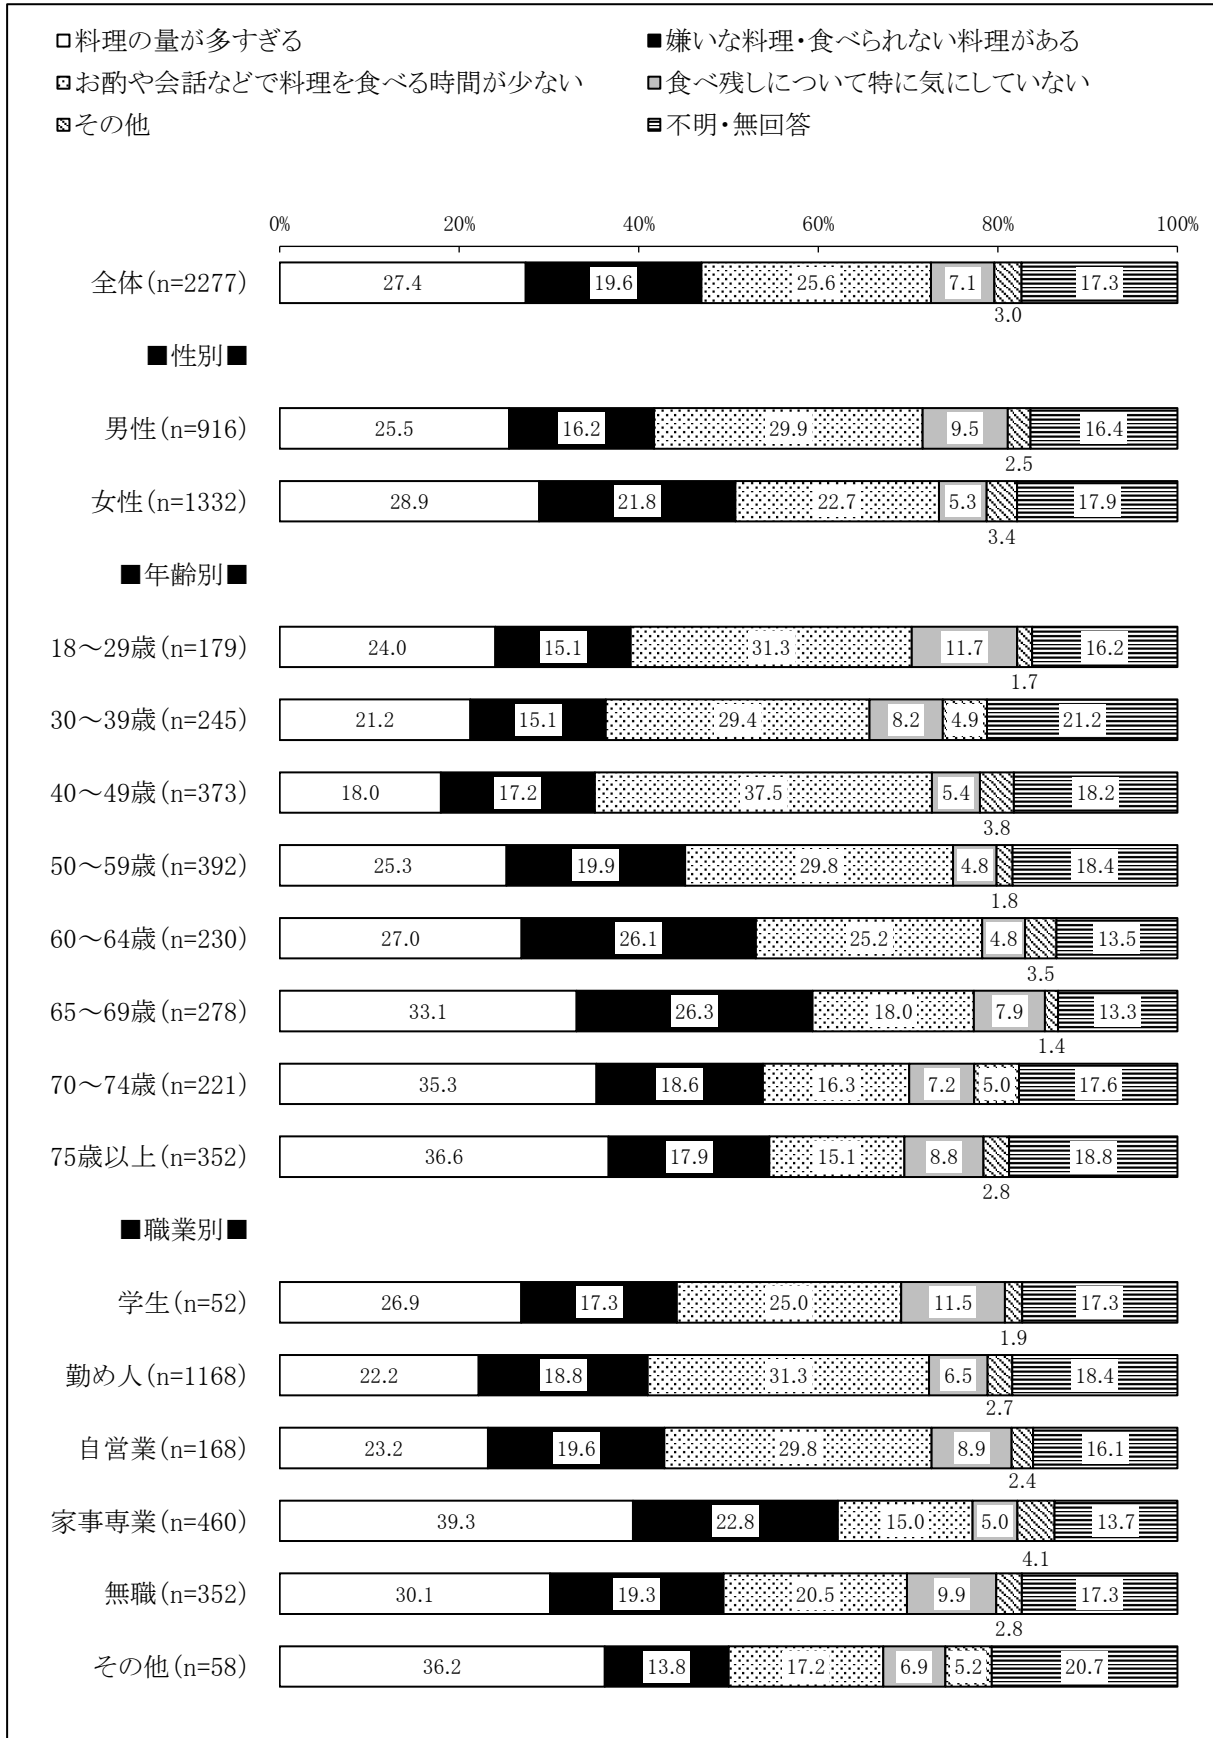 □料理の量が多すぎる ■嫌いな料理・食べられない料理がある
お酌や会話などで料理を食べる時間が少ない 食べ残しについて特に気にしていない
その他 不明・無回答
0% 20% 40% 60% 80% 100%
全体(n=2277) 27.4 19.6 25.6 7.1 17.3
3.0
■性別■
男性(n=916) 25.5 16.2 29.9 9.5 16.4
2.5
女性(n=1332) 28.9 21.8 22.7 5.3 17.9
3.4
■年齢別■
18～29歳(n=179) 24.0 15.1 31.3 11.7 16.2
1.7
30～39歳(n=245) 21.2 15.1 29.4 8.2 4.9 21.2
40～49歳(n=373) 18.0 17.2 37.5 5.4 18.2
3.8
50～59歳(n=392) 25.3 19.9 29.8 4.8 18.4
1.8
60～64歳(n=230) 27.0 26.1 25.2 4.8 13.5
3.5
65～69歳(n=278) 33.1 26.3 18.0 7.9 13.3
1.4
70～74歳(n=221) 35.3 18.6 16.3 7.2 5.0 17.6
75歳以上(n=352) 36.6 17.9 15.1 8.8 18.8
2.8
■職業別■
学生(n=52) 26.9 17.3 25.0 11.5 17.3
1.9
勤め人(n=1168) 22.2 18.8 31.3 6.5 18.4
2.7
自営業(n=168) 23.2 19.6 29.8 8.9 16.1
2.4
家事専業(n=460) 39.3 22.8 15.0 5.0 13.7
4.1
無職(n=352) 30.1 19.3 20.5 9.9 17.3
2.8
その他(n=58) 36.2 13.8 17.2 6.9 5.2 20.7